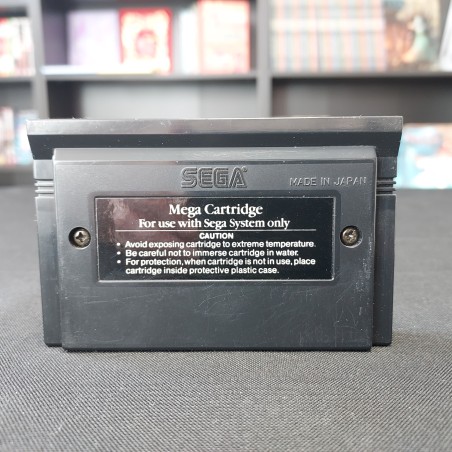 SEGA
MADE IN JAPAN
Mega Cartridge
For use with Sega System only
CAUTION
• Avoid exposing cartridge to extreme temperature.
• Be careful not to immerse cartridge in water.
• For protection, when cartridge is not in use, place
cartridge inside protective plastic case.